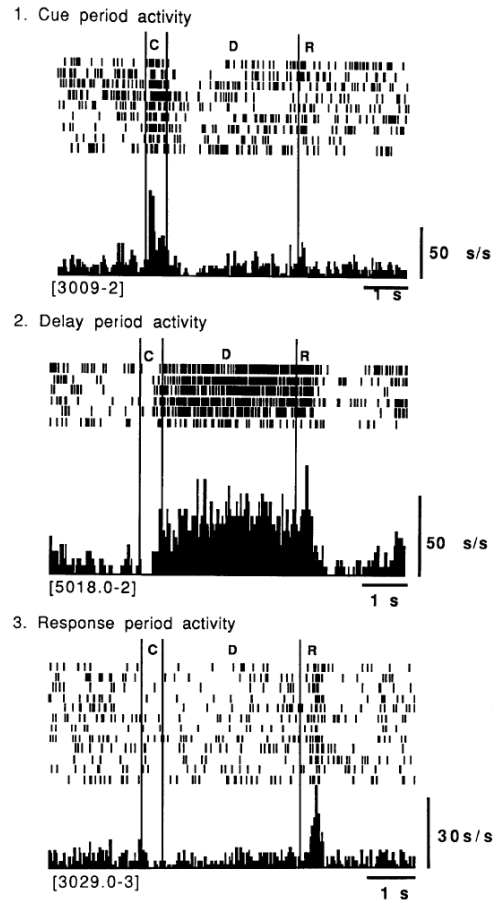 1. Cue period activity
C D R
50 s/s
[3009-2]
1 s
2. Delay period activity
C D R
50 s/s
[5018.0-2]
1 s
3. Response period activity
C D R
30s/s
[3029.0-3]
1 s